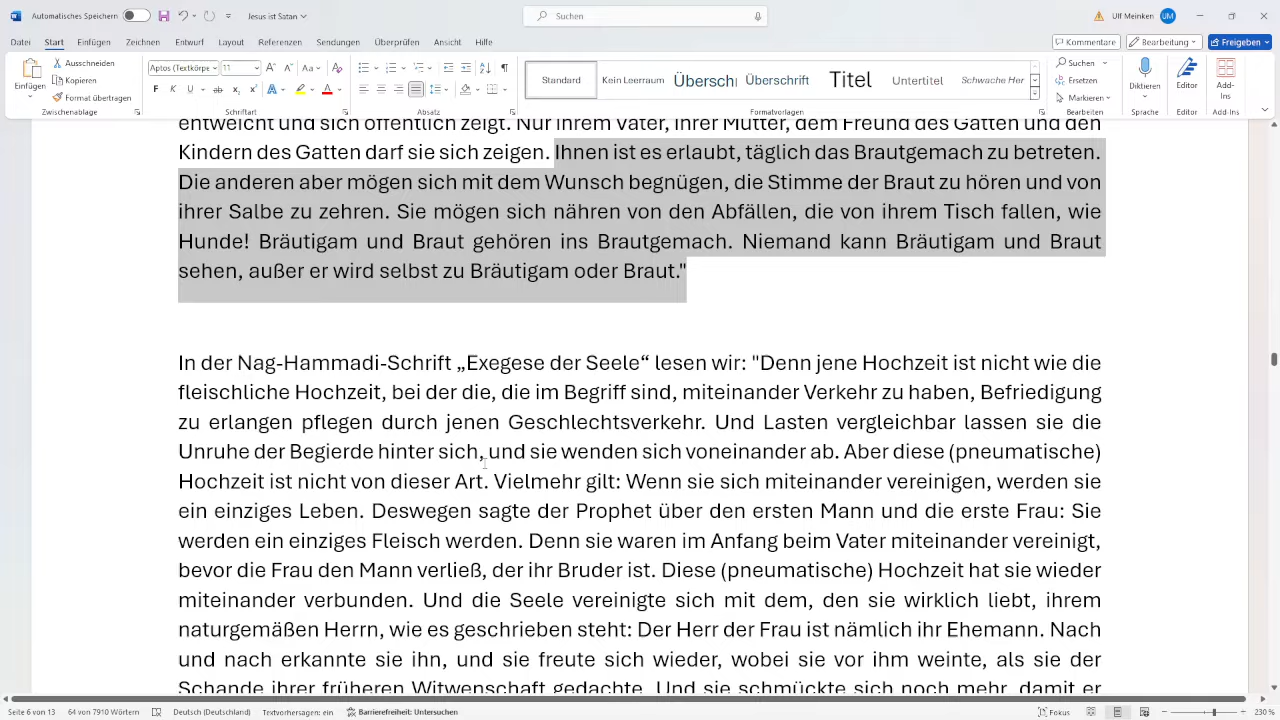 Automatisches Speichern
Jesus ist Satan
Suchen
Ulf Meinken
UM
Datei Start Einfügen Zeichnen Entwurf Layout Referenzen Sendungen Überprüfen Ansicht Hilfe
Kommentare Bearbeitung Freigeben
Einfügen
Ausschneiden
Kopieren
Format übertragen
Zwischenablage
Aptos (Textkörpe 11
F K U ab x₂ x²
Schriftart
Absatz
Standard Kein Leerraum Übersch Überschrift Titel Untertitel Schwache Her
Formatvorlagen
Suchen
Ersetzen
Markieren
Bearbeiten
Diktieren
Sprache
Editor
Editor
Add-Ins
Add-Ins
entweicht und sich öffentlich zeigt. Nur ihrem Vater, ihrer Mutter, dem Freund des Gatten und den
Kindern des Gatten darf sie sich zeigen. Ihnen ist es erlaubt, täglich das Brautgemach zu betreten.
Die anderen aber mögen sich mit dem Wunsch begnügen, die Stimme der Braut zu hören und von
ihrer Salbe zu zehren. Sie mögen sich nähren von den Abfällen, die von ihrem Tisch fallen, wie
Hunde! Bräutigam und Braut gehören ins Brautgemach. Niemand kann Bräutigam und Braut
sehen, außer er wird selbst zu Bräutigam oder Braut."
In der Nag-Hammadi-Schrift „Exegese der Seele“ lesen wir: "Denn jene Hochzeit ist nicht wie die
fleischliche Hochzeit, bei der die, die im Begriff sind, miteinander Verkehr zu haben, Befriedigung
zu erlangen pflegen durch jenen Geschlechtsverkehr. Und Lasten vergleichbar lassen sie die
Unruhe der Begierde hinter sich, und sie wenden sich voneinander ab. Aber diese (pneumatische)
Hochzeit ist nicht von dieser Art. Vielmehr gilt: Wenn sie sich miteinander vereinigen, werden sie
ein einziges Leben. Deswegen sagte der Prophet über den ersten Mann und die erste Frau: Sie
werden ein einziges Fleisch werden. Denn sie waren im Anfang beim Vater miteinander vereinigt,
bevor die Frau den Mann verließ, der ihr Bruder ist. Diese (pneumatische) Hochzeit hat sie wieder
miteinander verbunden. Und die Seele vereinigte sich mit dem, den sie wirklich liebt, ihrem
naturgemäßen Herrn, wie es geschrieben steht: Der Herr der Frau ist nämlich ihr Ehemann. Nach
und nach erkannte sie ihn, und sie freute sich wieder, wobei sie vor ihm weinte, als sie der
Schande ihrer früheren Witwenschaft gedachte. Und sie schmückte sich noch mehr, damit er
Seite 6 von 13 64 von 7910 Wörtern Deutsch (Deutschland) Textvorhersagen: ein Barrierefreiheit: Untersuchen Fokus 230 %